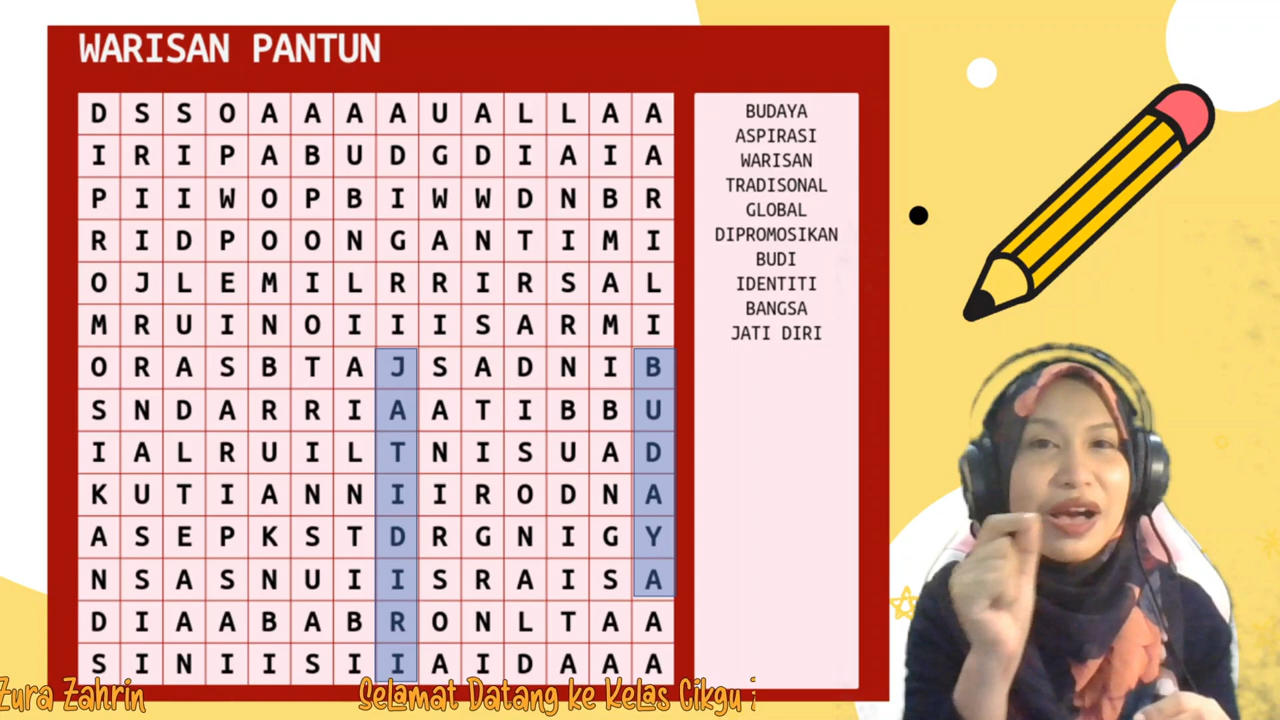 WARISAN PANTUN
D S S O A A A A U A L L A A
I R I P A B U D G D I A I A
P I I W O P B I W W D N B R
R I D P O O N G A N T I M I
O J L E M I L R R I R S A L
M R U I N O I I I S A R M I
O R A S B T A J S A D N I B
S N D A R R I A A T I B B U
I A L R U I L T N I S U A D
K U T I A N N I I R O D N A
A S E P K S T D R G N I G Y
N S A S N U I I S R A I S A
D I A A B A B R O N L T A A
S I N I I S I I A I D A A A
BUDAYA
ASPIRASI
WARISAN
TRADISONAL
GLOBAL
DIPROMOSIKAN
BUDI
IDENTITI
BANGSA
JATI DIRI
Zura Zahrin
Selamat Datang ke Kelas Cikgu